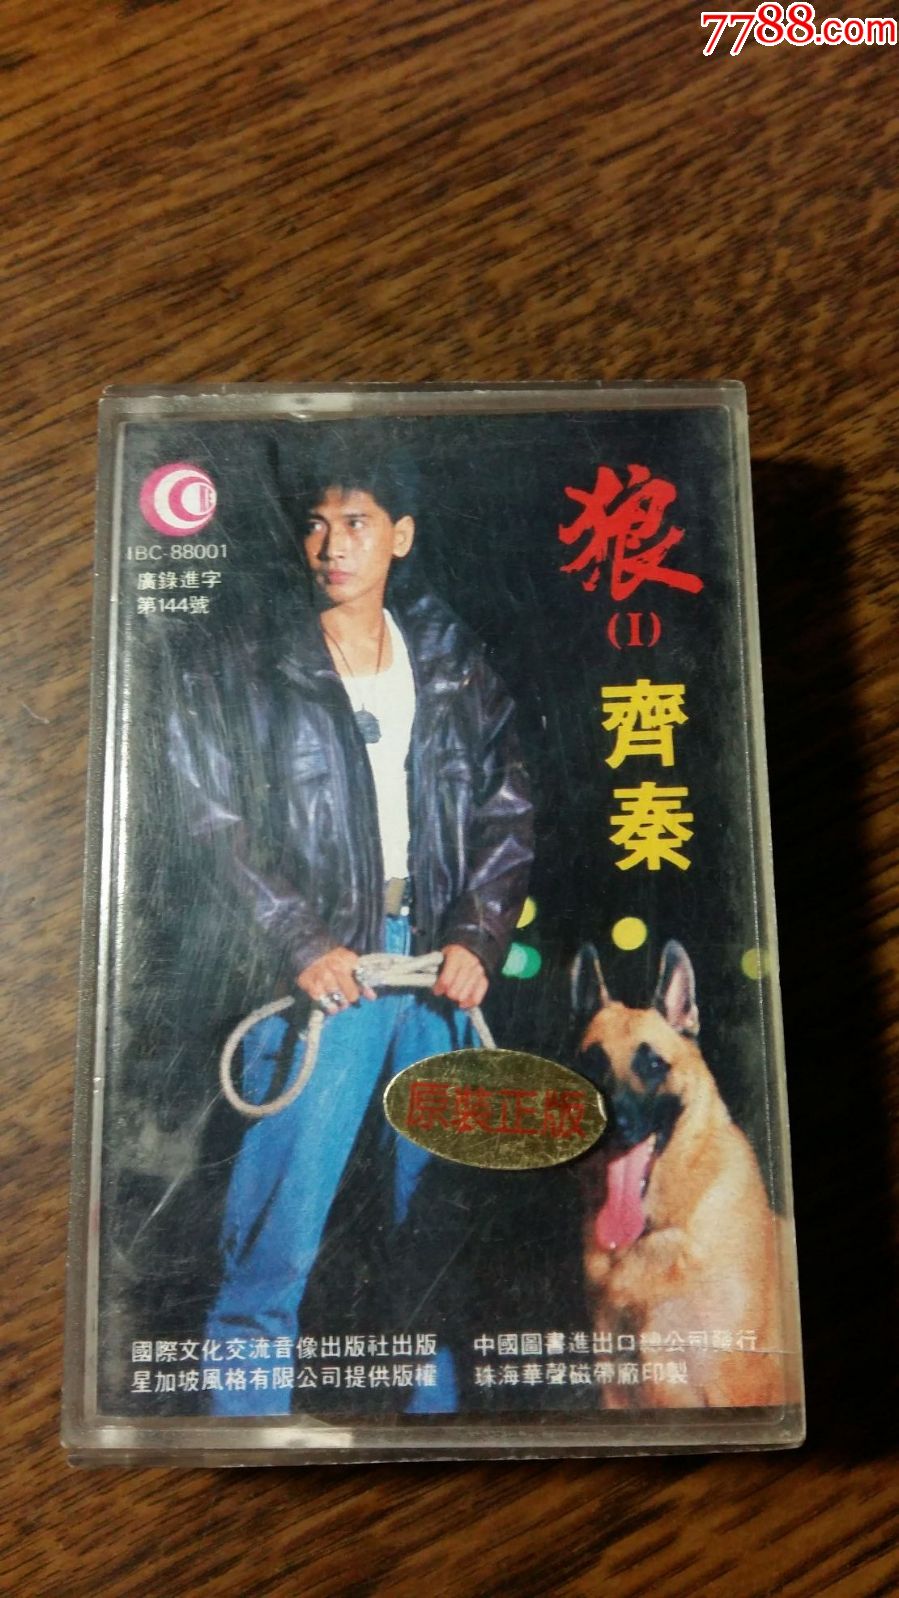 7788.com
IBC-88001
廣錄進字
第144號
狼
(I)
齊秦
原裝正版
國際文化交流音像出版社出版
星加坡風格有限公司提供版權
中國圖書進出口總公司發行
珠海華聲磁帶廠印製